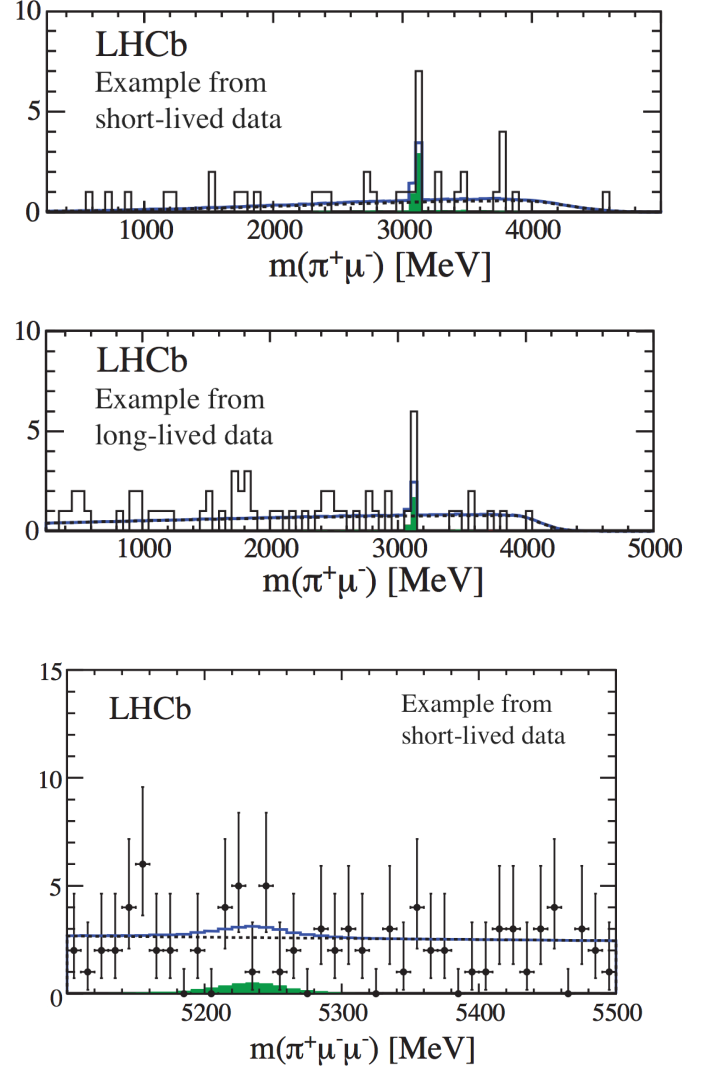 10
LHCb
Example from
short-lived data
5
0
1000 2000 3000 4000
m(π⁺μ⁻) [MeV]
10
LHCb
Example from
long-lived data
5
0
1000 2000 3000 4000 5000
m(π⁺μ⁻) [MeV]
15
LHCb
Example from
short-lived data
10
5
0
5200 5300 5400 5500
m(π⁺μ⁻μ⁻) [MeV]